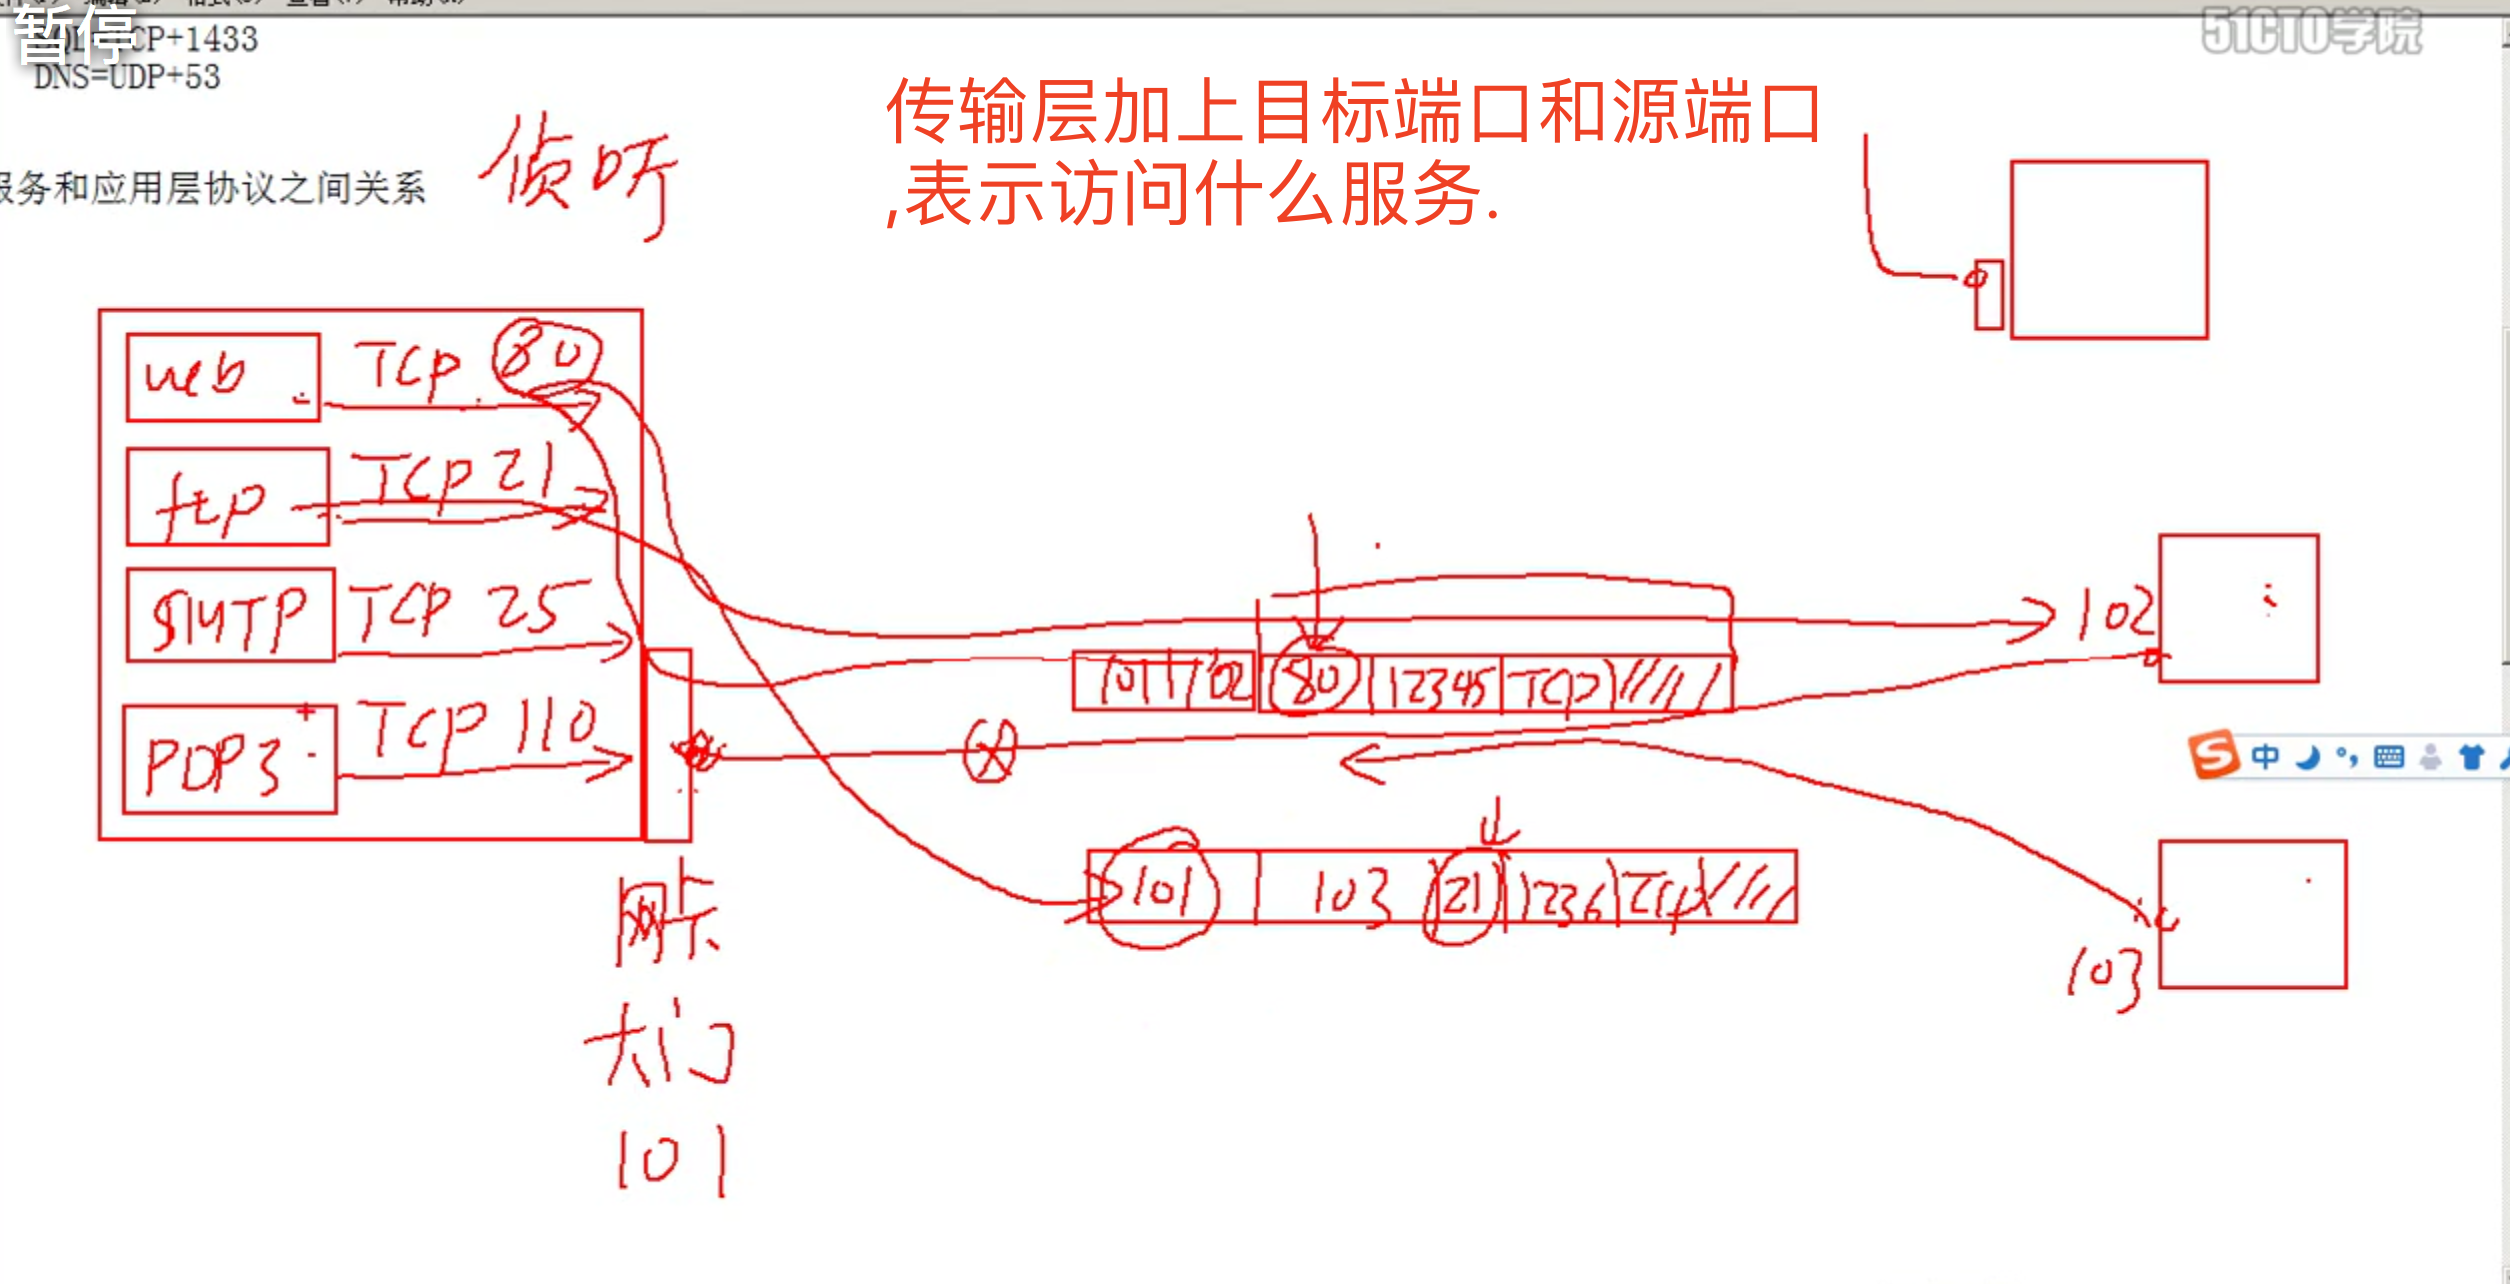 51CTO学院
暂停
CP+1433
DNS=UDP+53
传输层加上目标端口和源端口
,表示访问什么服务.
侦听
服务和应用层协议之间关系
web TCP 80
ftp TCP 21
SMTP TCP 25
102
101 102 80 12345 TCP
POP3 TCP 110
中
101 103 21 1236 TCP
网卡
103
大门
101